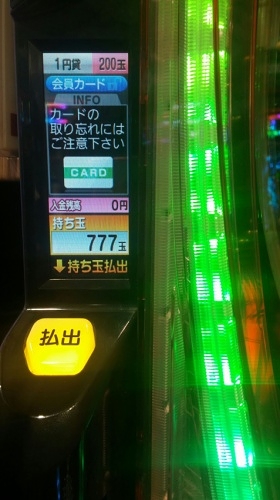 1円貸 200玉
会員カード
INFO
カードの
取り忘れには
ご注意下さい
CARD
入金残高 0円
持ち玉
777玉
持ち玉払出
払出